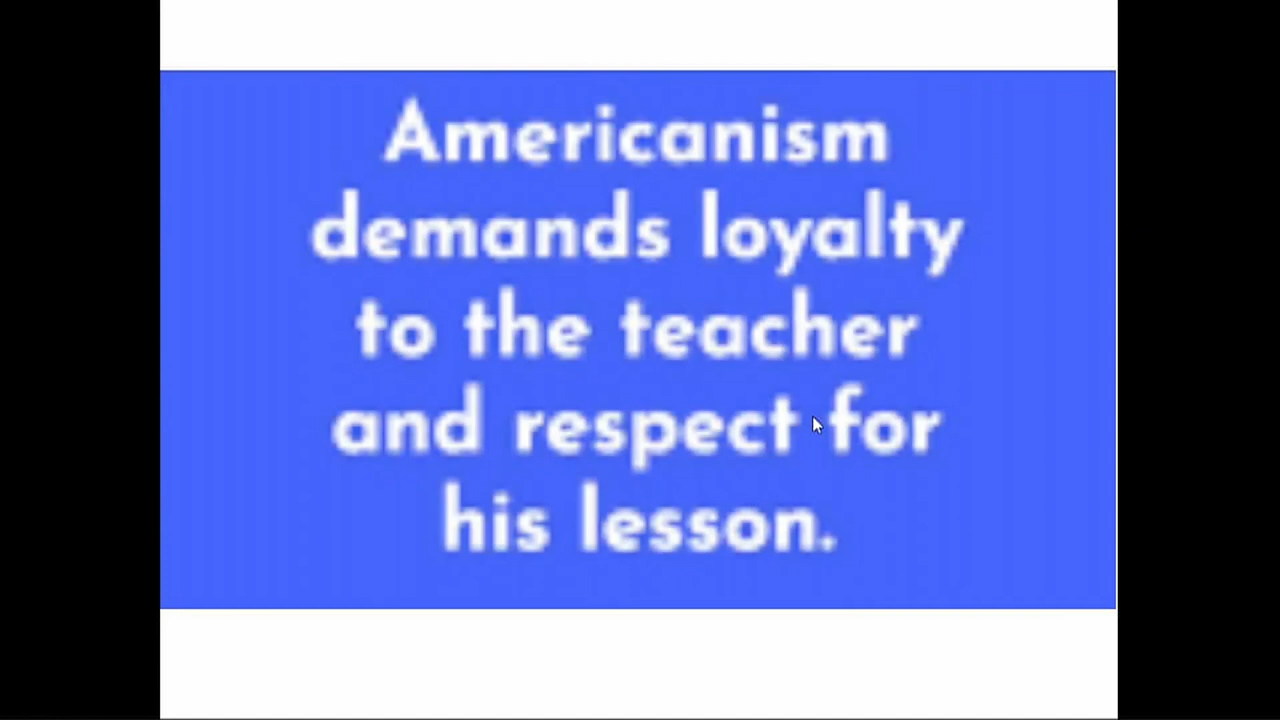 Americanism
demands loyalty
to the teacher
and respect for
his lesson.